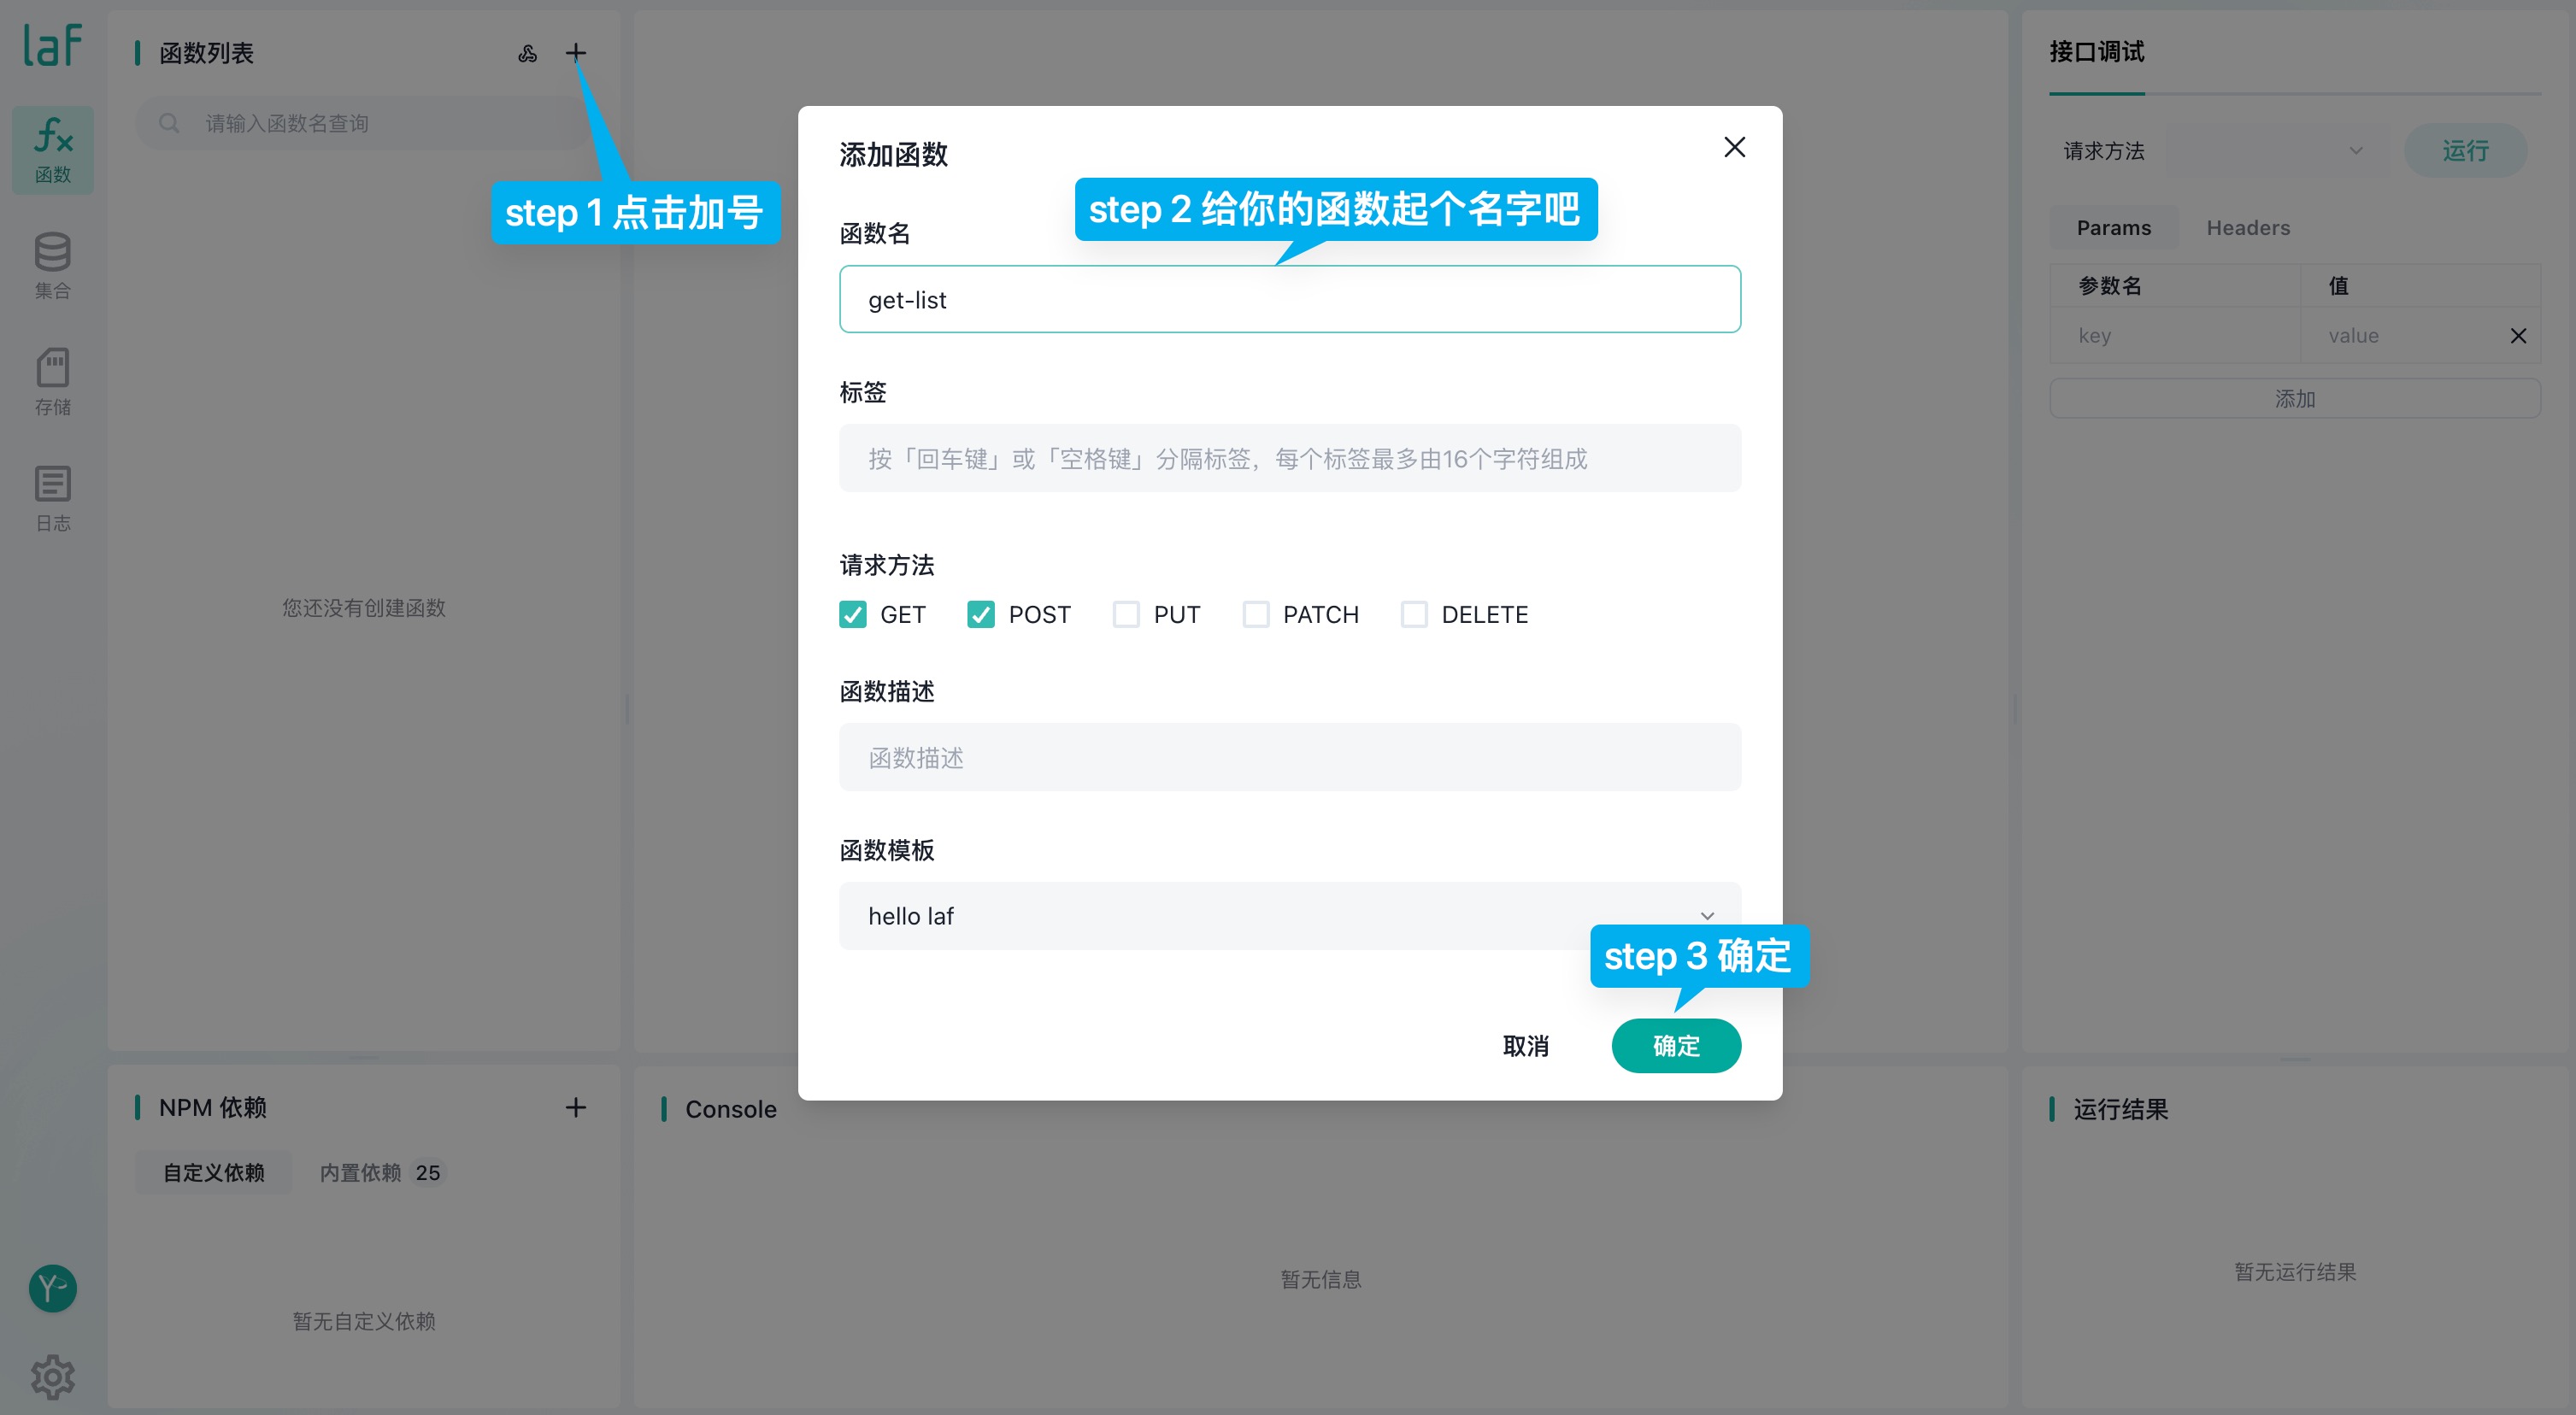 laf
函数
集合
存储
日志
函数列表
请输入函数名查询
step 1 点击加号
您还没有创建函数
NPM 依赖
自定义依赖 内置依赖 25
暂无自定义依赖
添加函数
step 2 给你的函数起个名字吧
函数名
get-list
标签
按「回车键」或「空格键」分隔标签，每个标签最多由16个字符组成
请求方法
GET POST PUT PATCH DELETE
函数描述
函数描述
函数模板
hello laf
step 3 确定
取消 确定
Console
暂无信息
接口调试
请求方法 运行
Params Headers
参数名 值
key value
添加
运行结果
暂无运行结果